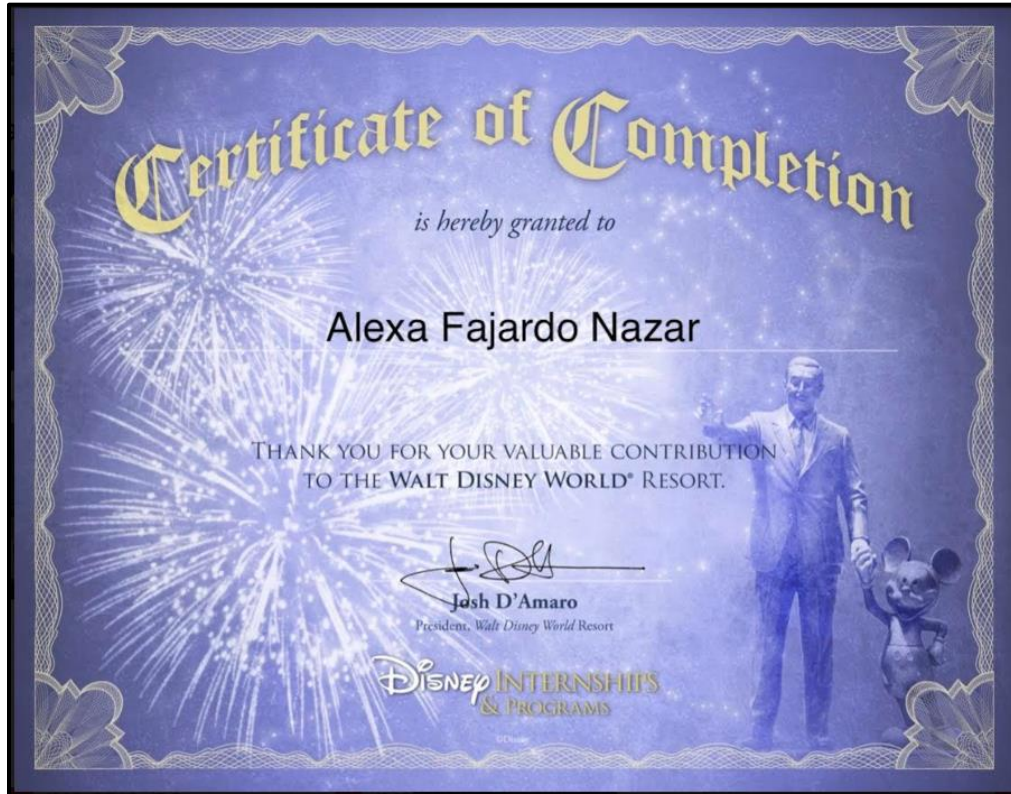 Certificate of Completion
is hereby granted to
Alexa Fajardo Nazar
THANK YOU FOR YOUR VALUABLE CONTRIBUTION
TO THE WALT DISNEY WORLD® RESORT.
Josh D'Amaro
President, Walt Disney World Resort
Disney INTERNSHIPS
& PROGRAMS
©Disney